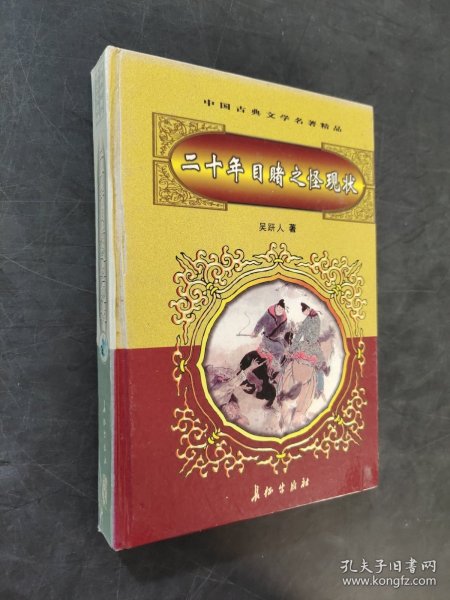 中国古典文学名著精品
二十年目睹之怪现状
吴趼人 著
长征出版社
孔夫子旧书网
www.kongfz.com